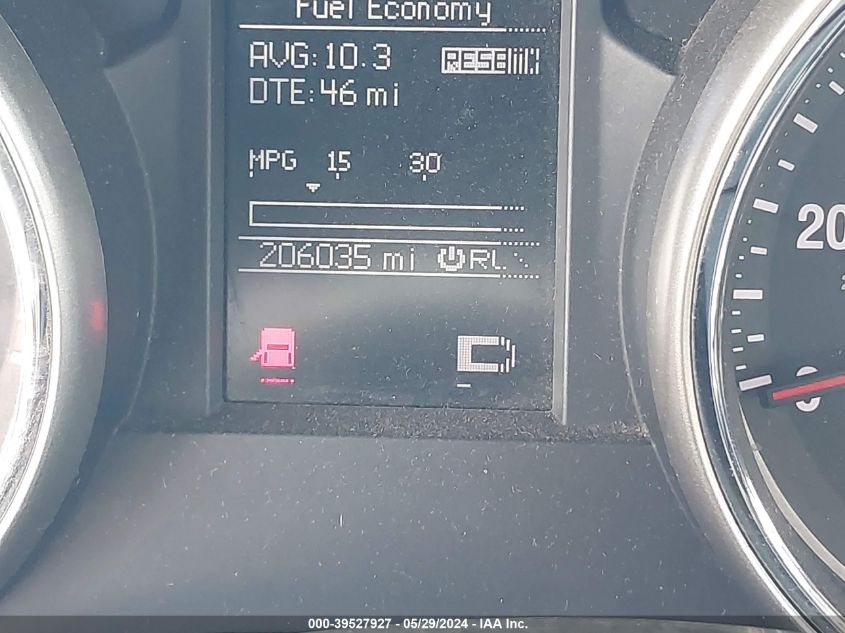 Fuel Economy
AVG:10.3
DTE:46 mi
MPG 15 30
206035 mi
20
0
000-39527927 - 05/29/2024 - IAA Inc.